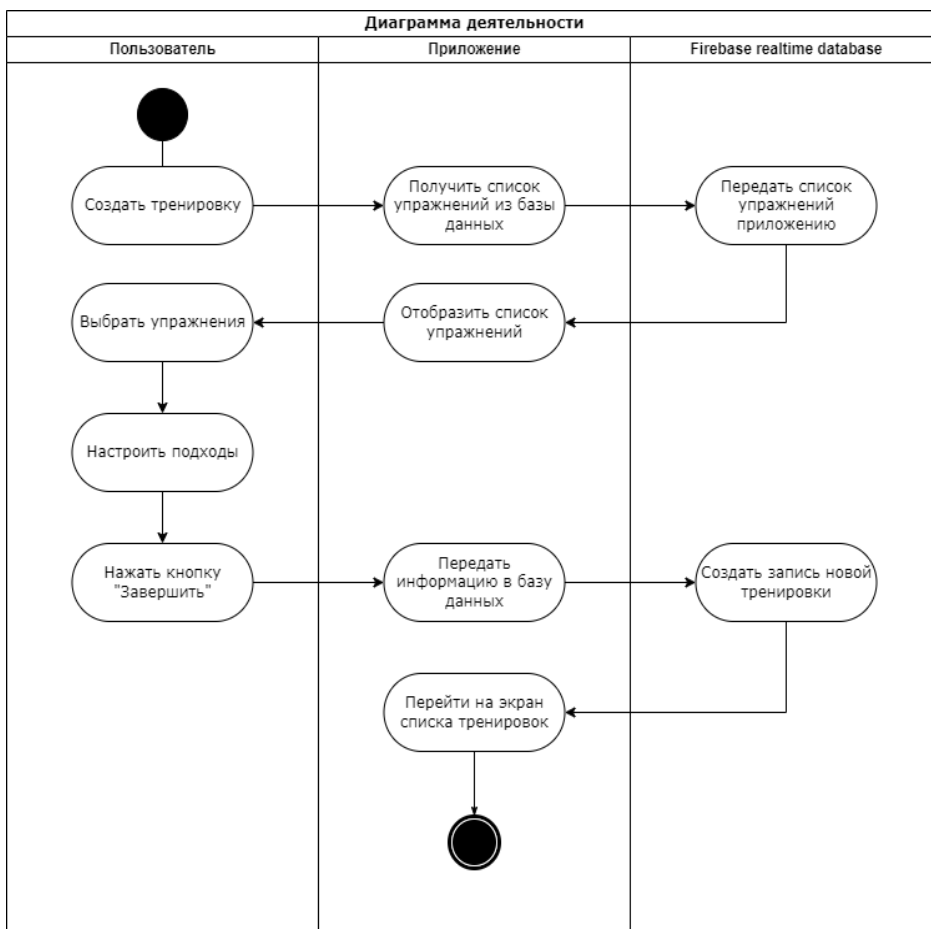 Диаграмма деятельности
Пользователь
Приложение
Firebase realtime database
Создать тренировку
Получить список
упражнений из базы
данных
Передать список
упражнений
приложению
Выбрать упражнения
Отобразить список
упражнений
Настроить подходы
Нажать кнопку
"Завершить"
Передать
информацию в базу
данных
Создать запись новой
тренировки
Перейти на экран
списка тренировок